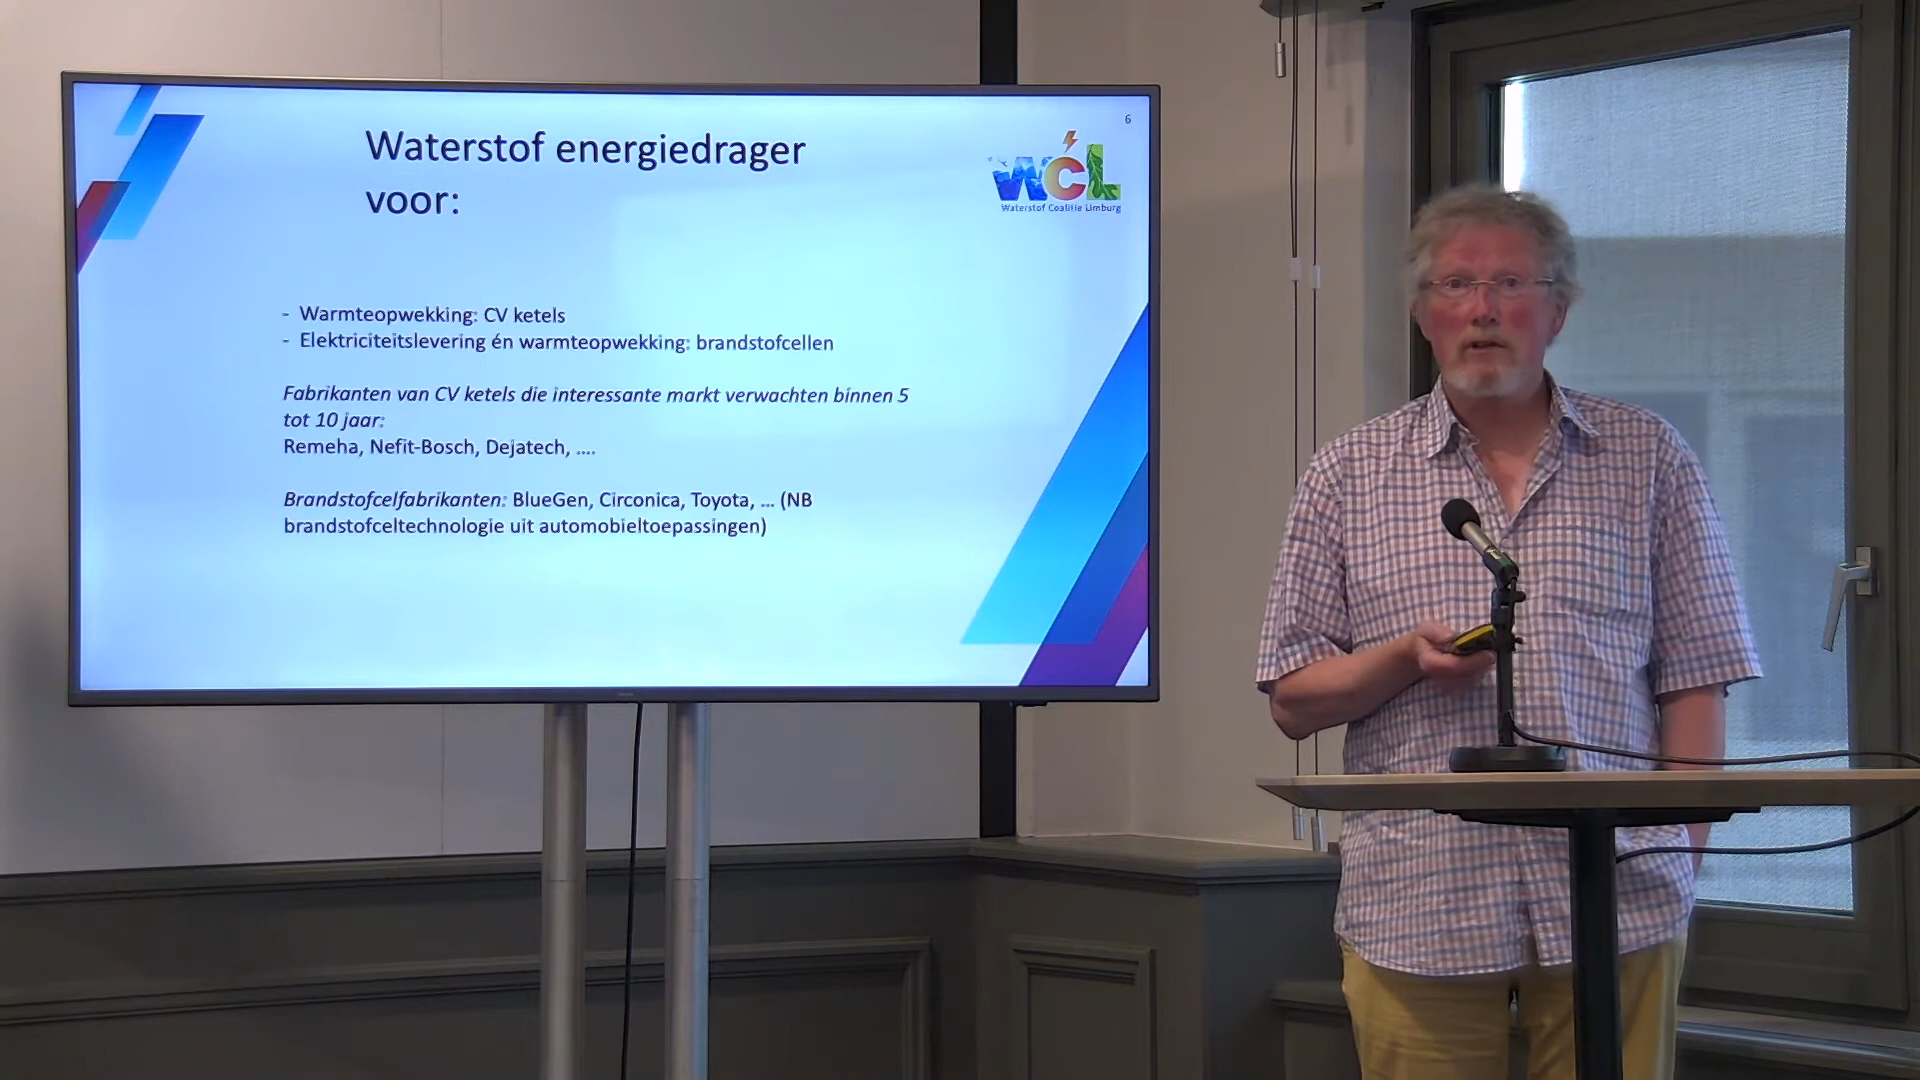 6
Waterstof energiedrager
voor:
WCL
Waterstof Coalitie Limburg
- Warmteopwekking: CV ketels
- Elektriciteitslevering én warmteopwekking: brandstofcellen
Fabrikanten van CV ketels die interessante markt verwachten binnen 5
tot 10 jaar:
Remeha, Nefit-Bosch, Dejatech, ....
Brandstofcelfabrikanten: BlueGen, Circonica, Toyota, ... (NB
brandstofceltechnologie uit automobieltoepassingen)